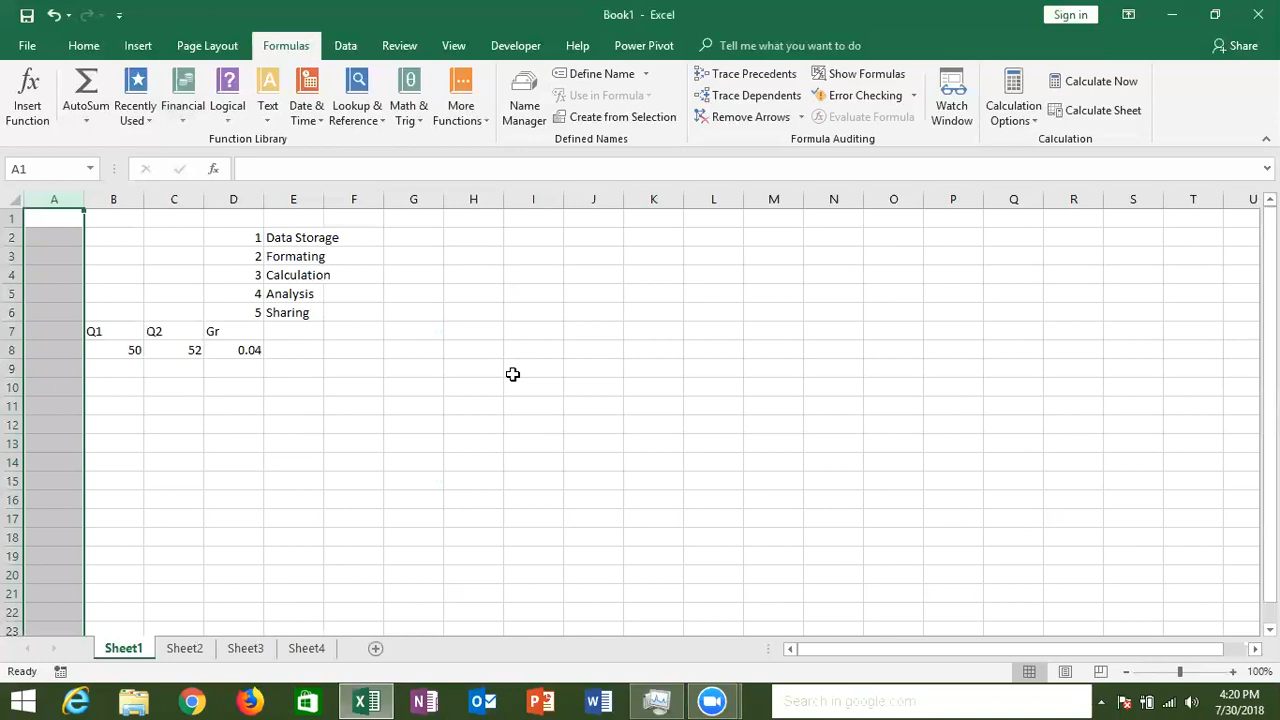 Book1 - Excel
Sign in
File Home Insert Page Layout Formulas Data Review View Developer Help Power Pivot Tell me what you want to do Share
Insert Function
AutoSum
Recently Used
Financial
Logical
Text
Date & Time
Lookup & Reference
Math & Trig
More Functions
Function Library
Name Manager
Define Name
Use in Formula
Create from Selection
Defined Names
Trace Precedents
Trace Dependents
Remove Arrows
Show Formulas
Error Checking
Evaluate Formula
Formula Auditing
Watch Window
Calculation Options
Calculate Now
Calculate Sheet
Calculation
A1
fx
A B C D E F G H I J K L M N O P Q R S T U
1
2 1 Data Storage
3 2 Formating
4 3 Calculation
5 4 Analysis
6 5 Sharing
7 Q1 Q2 Gr
8 50 52 0.04
9
10
11
12
13
14
15
16
17
18
19
20
21
22
23
Sheet1 Sheet2 Sheet3 Sheet4
Ready
100%
Search in google.com
4:20 PM
7/30/2018